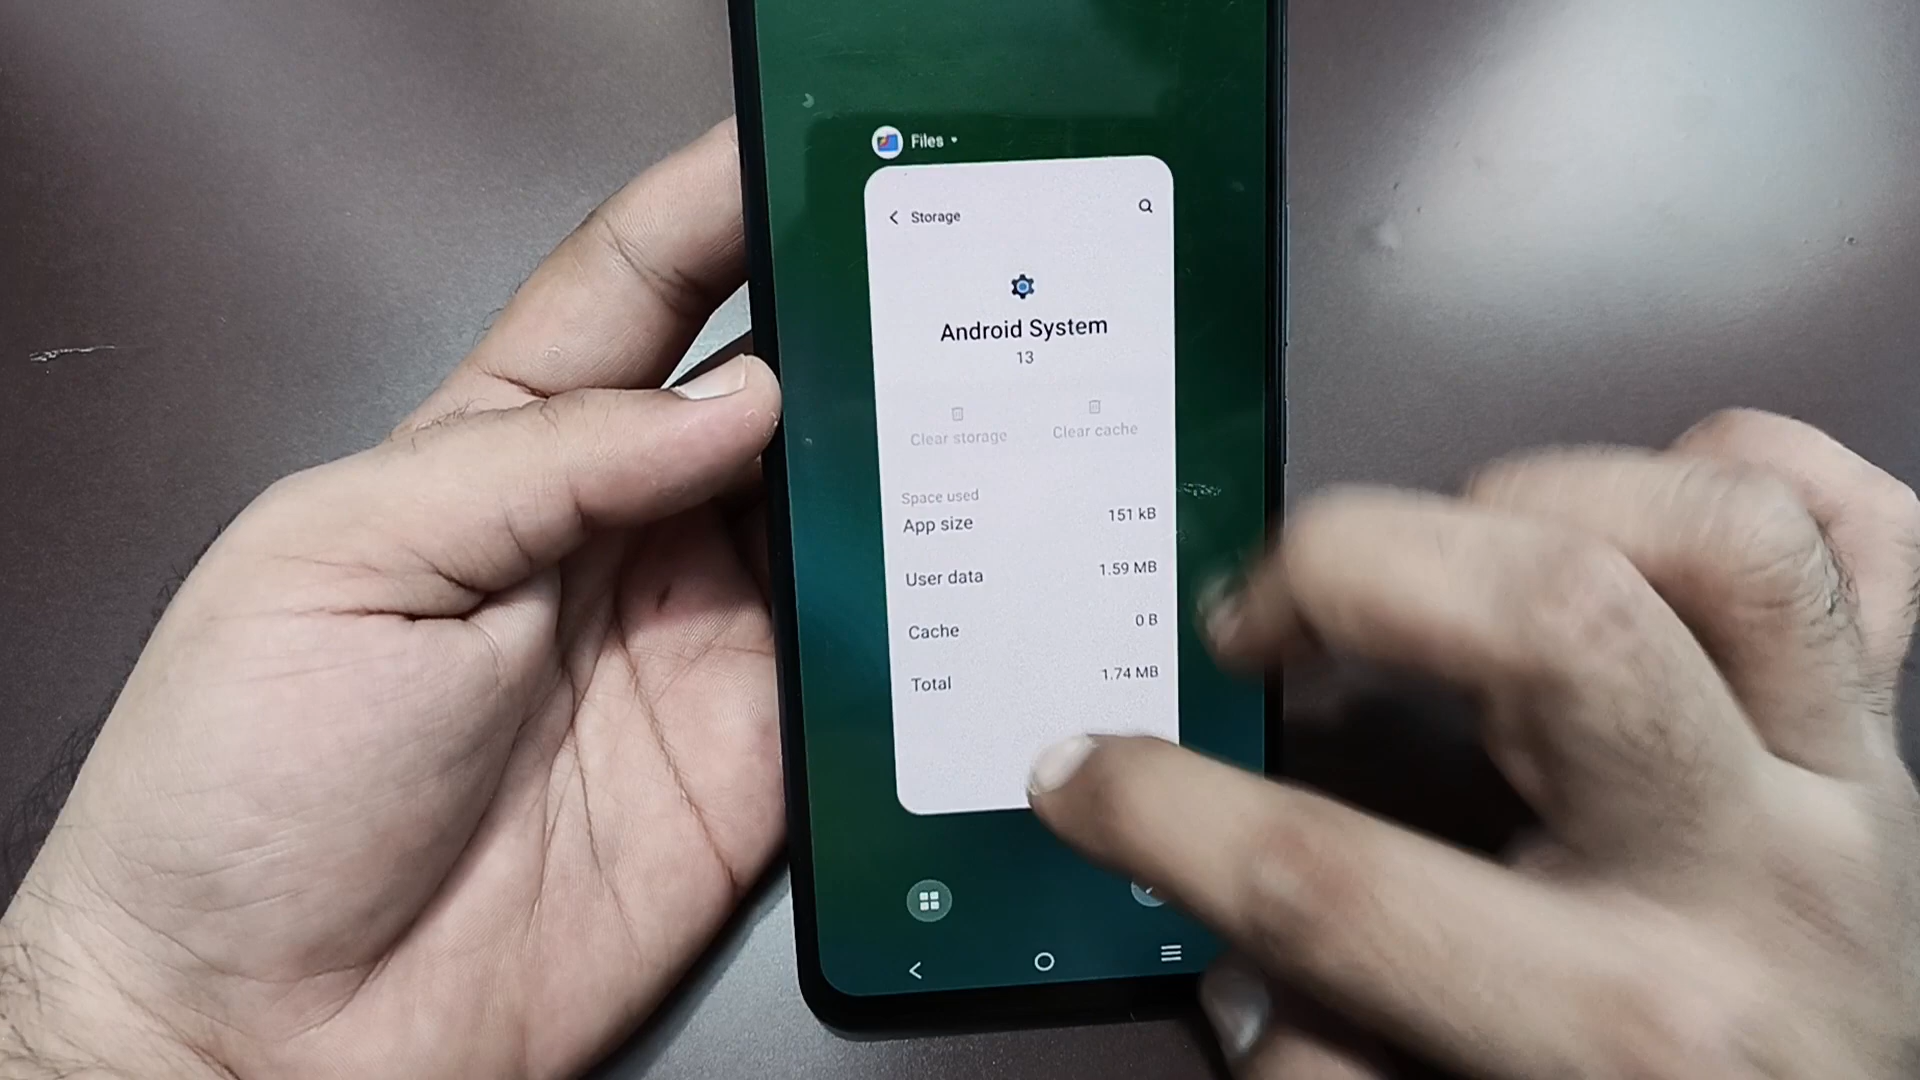 Files
Storage
Android System
13
Clear storage
Clear cache
Space used
App size 151 kB
User data 1.59 MB
Cache 0 B
Total 1.74 MB